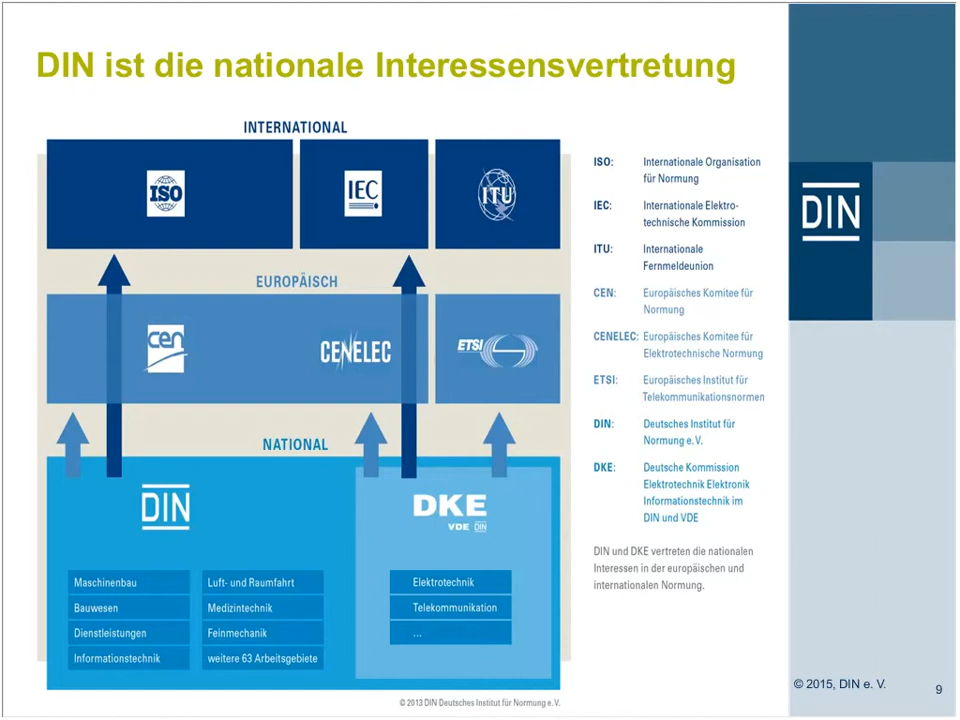 DIN ist die nationale Interessensvertretung
INTERNATIONAL
ISO
IEC
ITU
EUROPÄISCH
cen
CENELEC
ETSI
NATIONAL
DIN
DKE
VDE DIN
Maschinenbau
Bauwesen
Dienstleistungen
Informationstechnik
Luft- und Raumfahrt
Medizintechnik
Feinmechanik
weitere 63 Arbeitsgebiete
Elektrotechnik
Telekommunikation
...
© 2013 DIN Deutsches Institut für Normung e. V.
ISO: Internationale Organisation
für Normung
IEC: Internationale Elektro-
technische Kommission
ITU: Internationale
Fernmeldeunion
CEN: Europäisches Komitee für
Normung
CENELEC: Europäisches Komitee für
Elektrotechnische Normung
ETSI: Europäisches Institut für
Telekommunikationsnormen
DIN: Deutsches Institut für
Normung e. V.
DKE: Deutsche Kommission
Elektrotechnik Elektronik
Informationstechnik im
DIN und VDE
DIN und DKE vertreten die nationalen
Interessen in der europäischen und
internationalen Normung.
DIN
© 2015, DIN e. V.
9